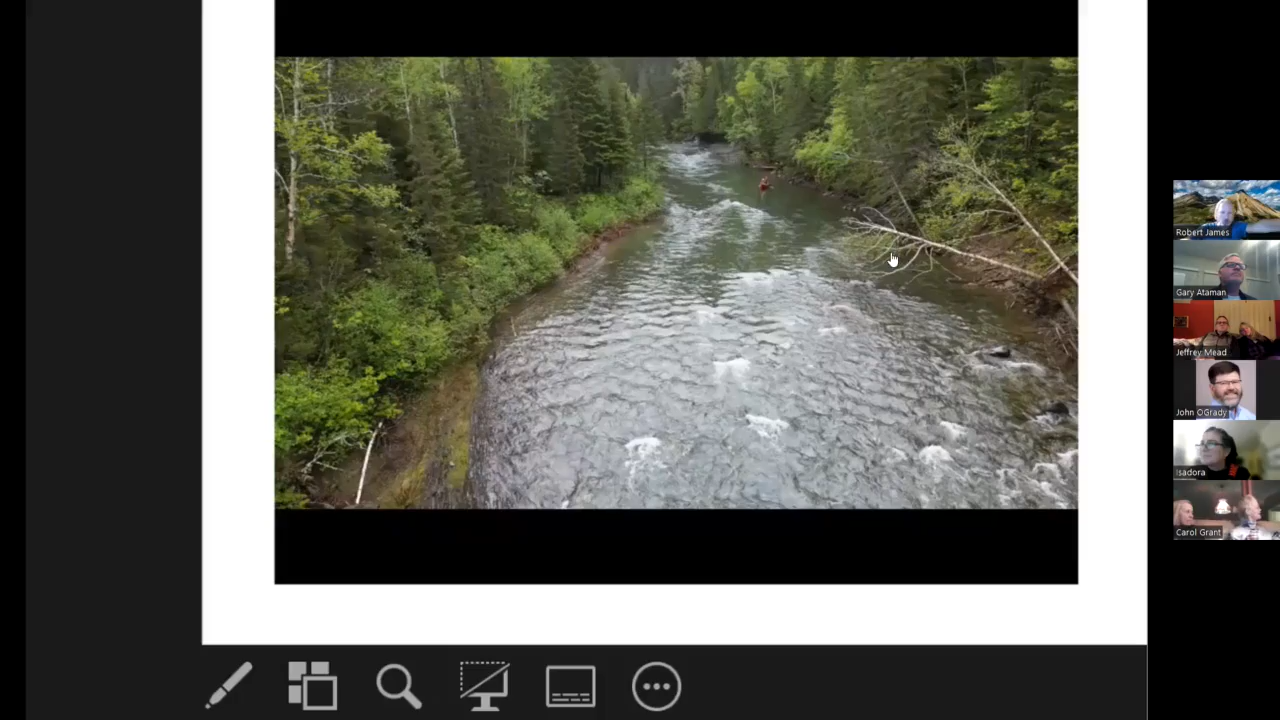 Robert James
Gary Ataman
Jeffrey Mead
John OGrady
Isadora
Carol Grant